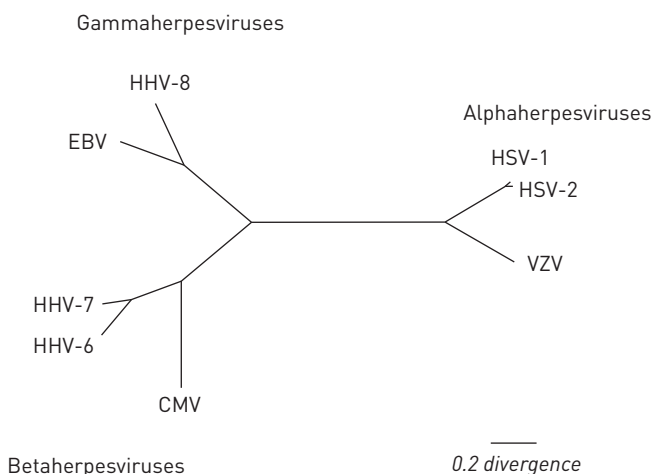 Gammaherpesviruses
HHV-8
EBV
Alphaherpesviruses
HSV-1
HSV-2
VZV
HHV-7
HHV-6
CMV
Betaherpesviruses
0.2 divergence